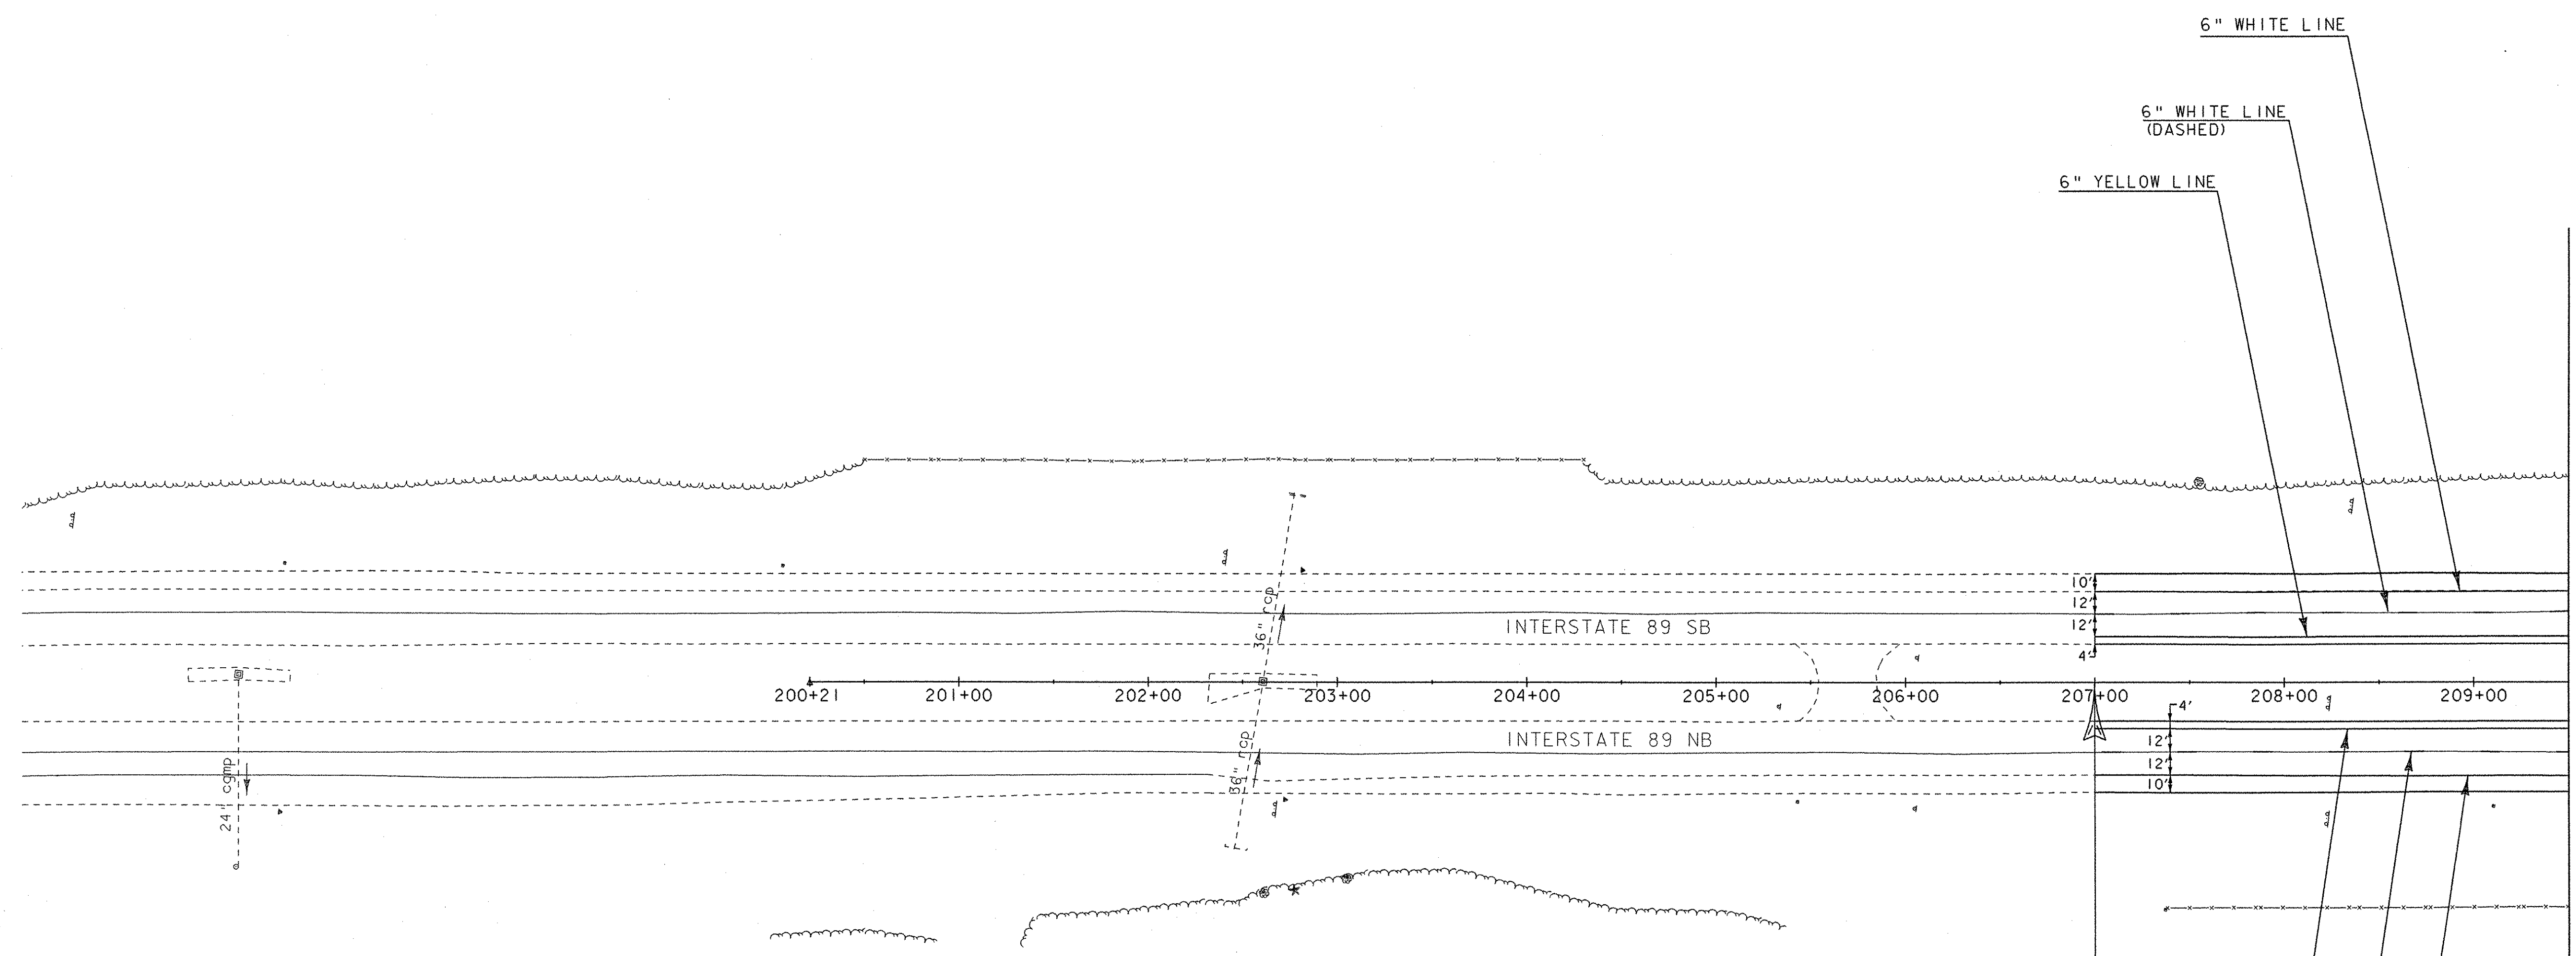 6" WHITE LINE
6" WHITE LINE
(DASHED)
6" YELLOW LINE
10'
12'
12'
4'
36" rcp
INTERSTATE 89 SB
200+21 201+00 202+00 203+00 204+00 205+00 206+00 207+00 208+00 209+00
4'
12'
12'
10'
INTERSTATE 89 NB
36" rcp
24" cgmp